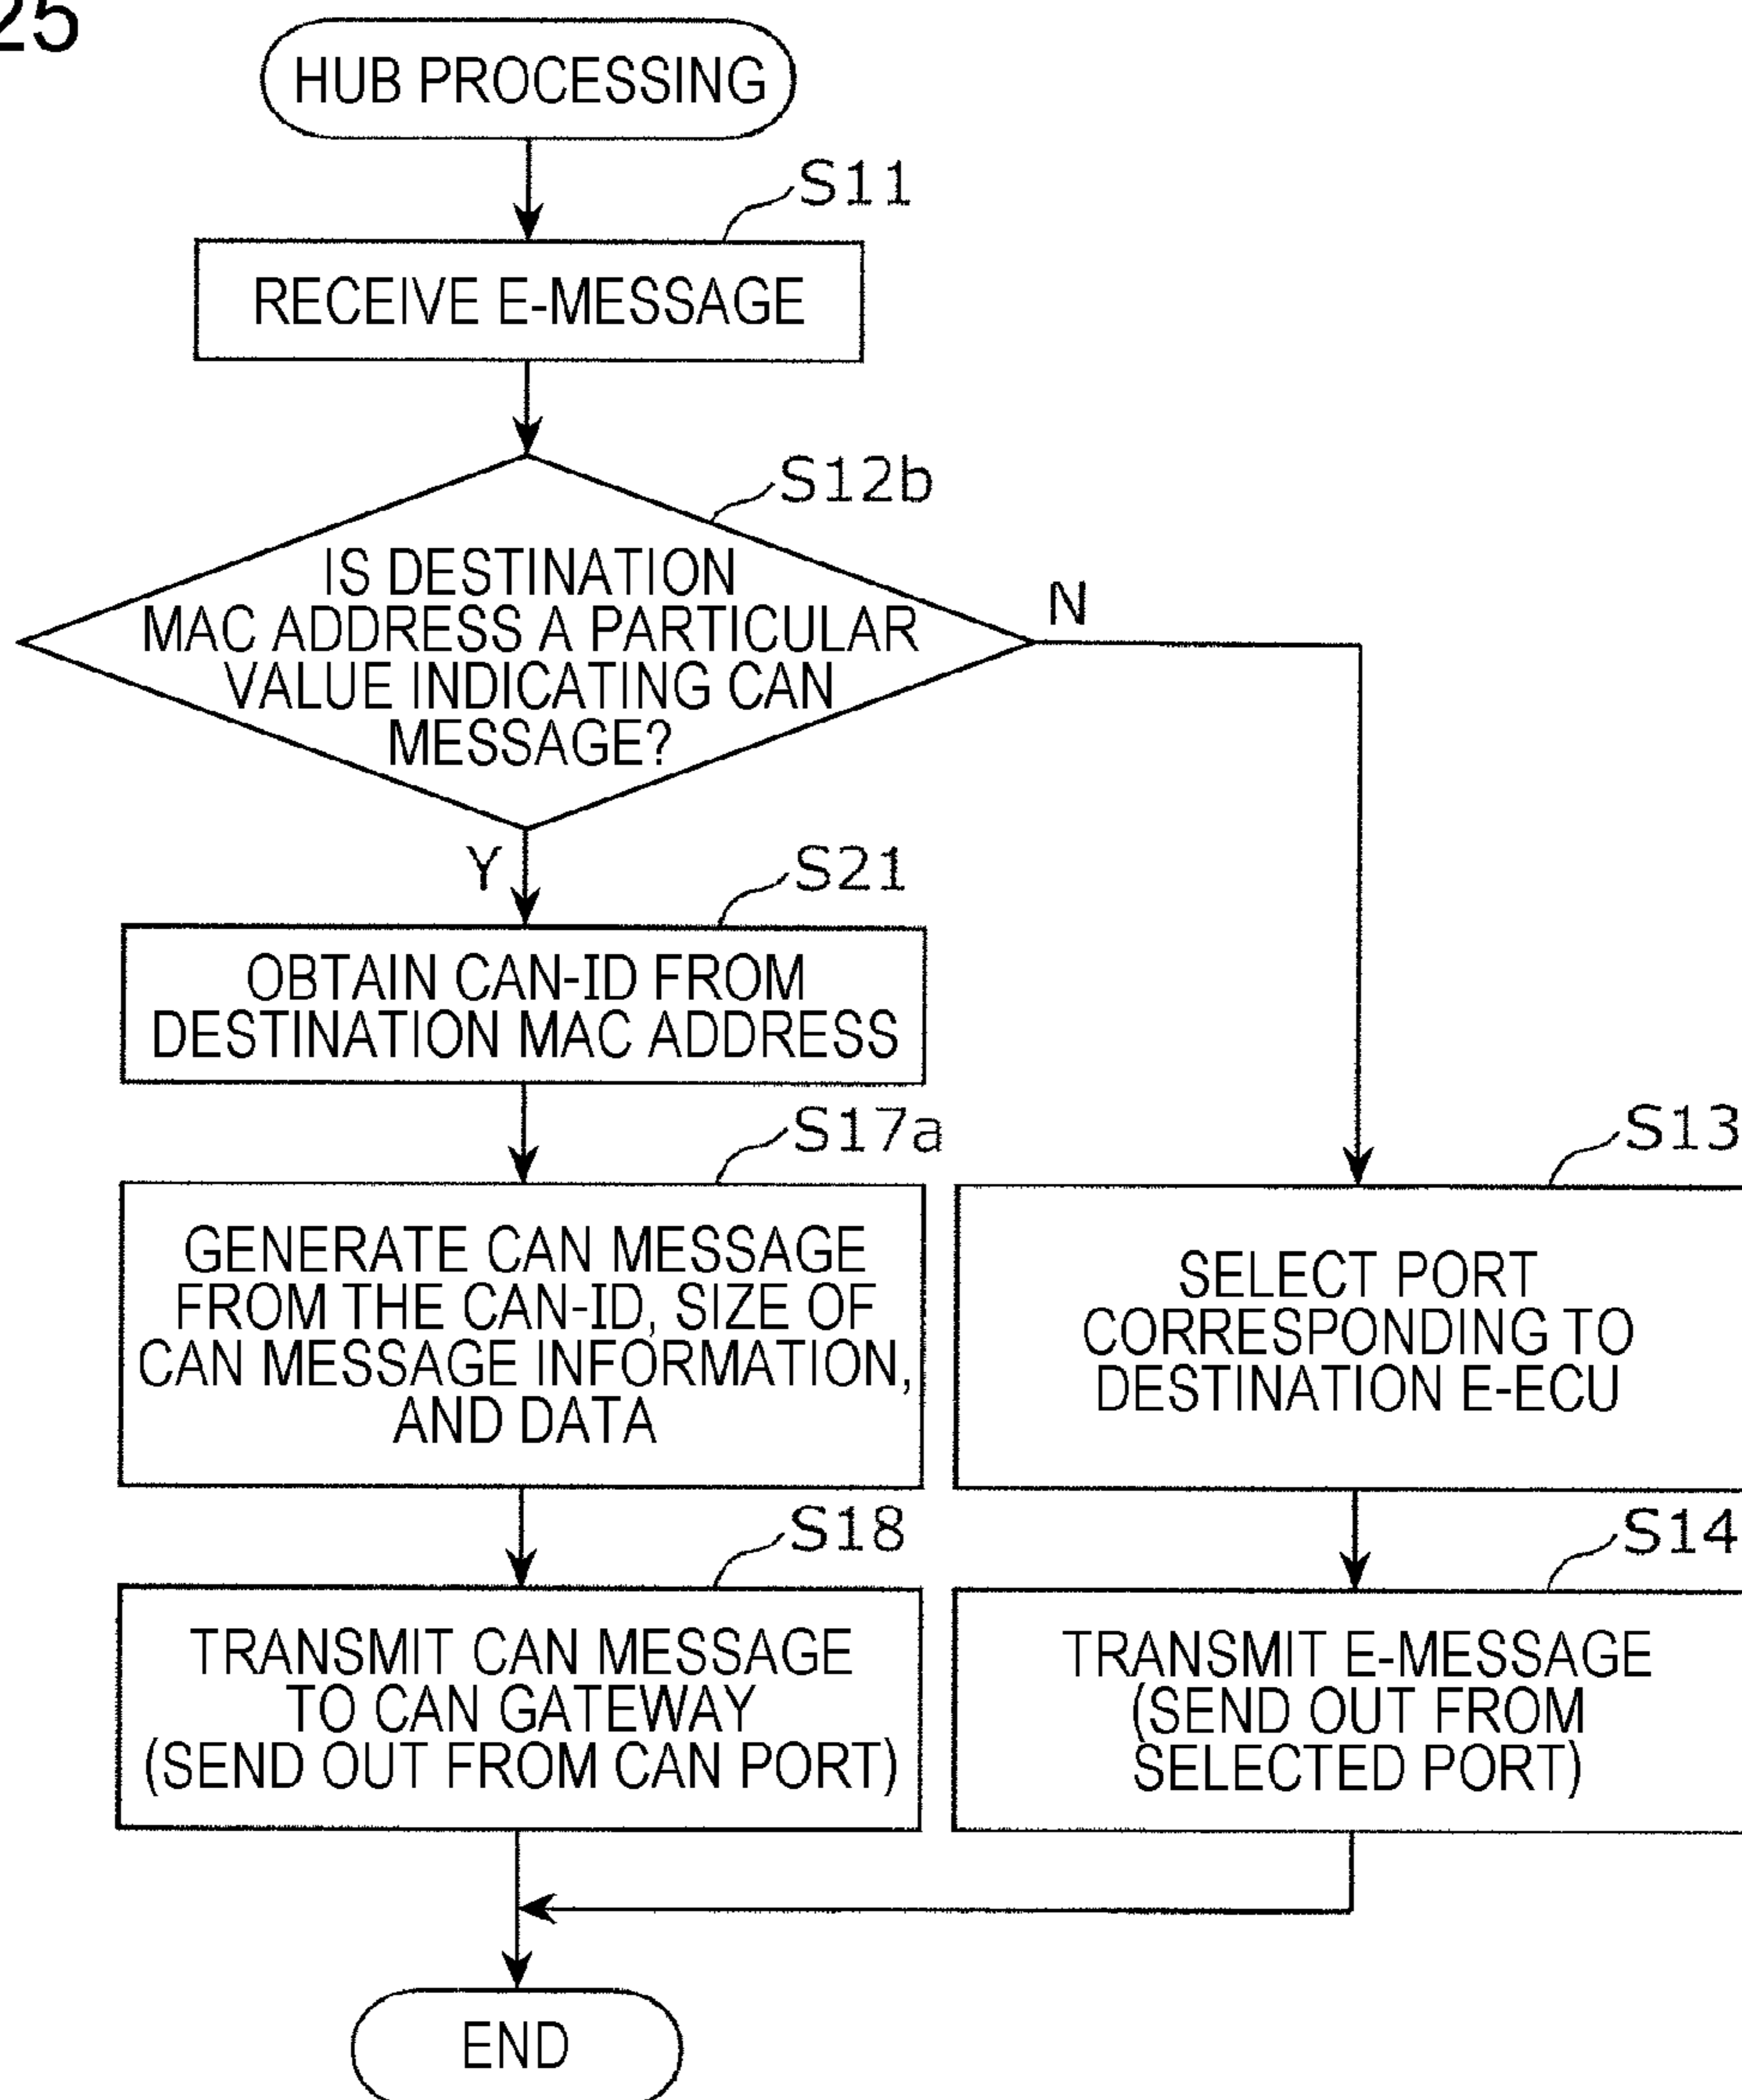 25
HUB PROCESSING
S11
RECEIVE E-MESSAGE
S12b
IS DESTINATION
MAC ADDRESS A PARTICULAR
VALUE INDICATING CAN
MESSAGE?
N
Y
S21
OBTAIN CAN-ID FROM
DESTINATION MAC ADDRESS
S17a
GENERATE CAN MESSAGE
FROM THE CAN-ID, SIZE OF
CAN MESSAGE INFORMATION,
AND DATA
S13
SELECT PORT
CORRESPONDING TO
DESTINATION E-ECU
S18
TRANSMIT CAN MESSAGE
TO CAN GATEWAY
(SEND OUT FROM CAN PORT)
S14
TRANSMIT E-MESSAGE
(SEND OUT FROM
SELECTED PORT)
END